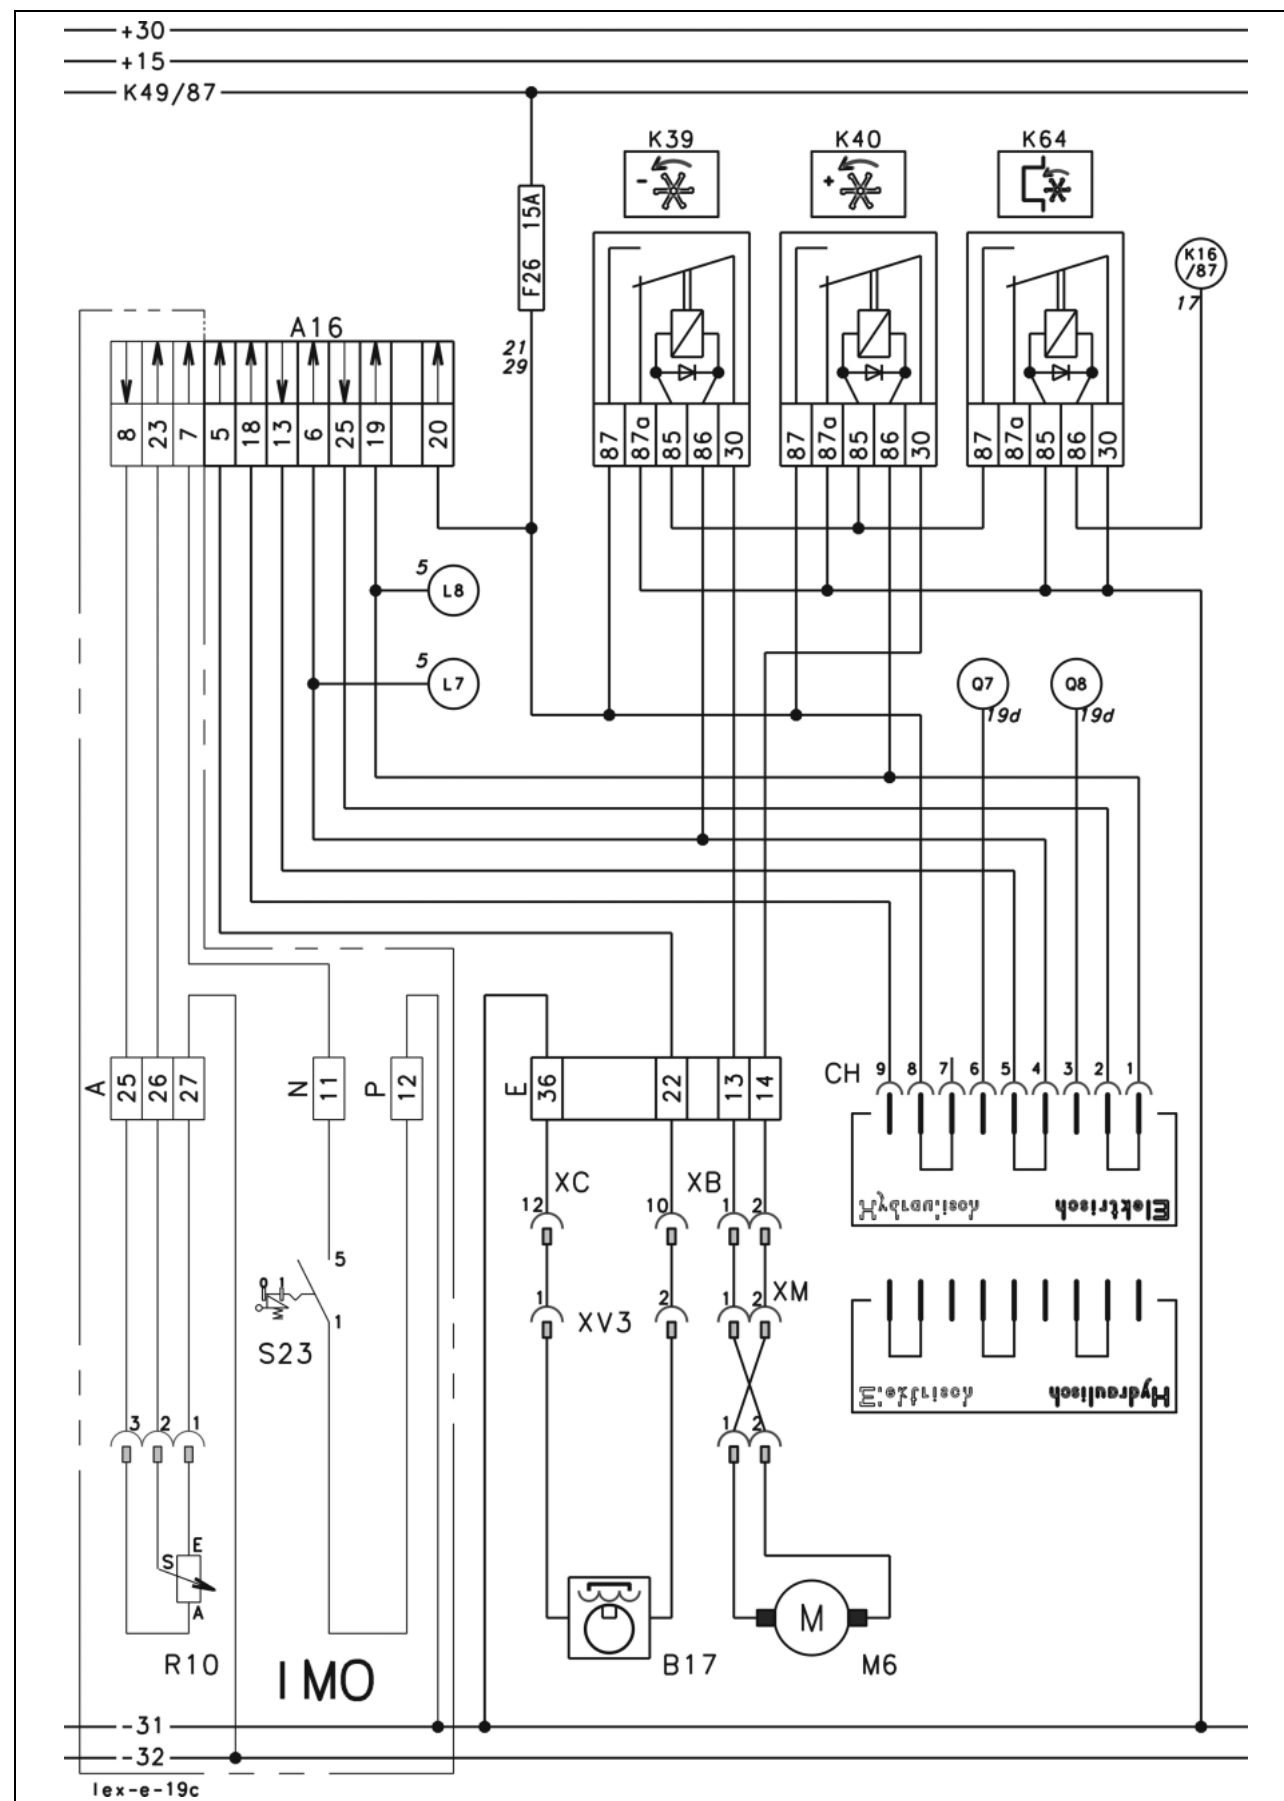 +30
+15
K49/87
K39 K40 K64
- +
F26 15A
K16
/87
17
A16
21
29
8 23 7 5 18 13 6 25 19 20
87 87a 85 86 30 87 87a 85 86 30 87 87a 85 86 30
5 L8
5 L7
Q7 Q8
19d 19d
A 25 26 27 N 11 P 12 E 36 22 13 14
CH 9 8 7 6 5 4 3 2 1
XC XB
12 10 1 2
Hydraulisch Elektrisch
0 1 5
1
S23
1 XV3 2 1 2 XM
Elektrisch Hydraulisch
3 2 1 1 2
E
S
A
M
R10 IMO B17 M6
-31
-32
lex-e-19c